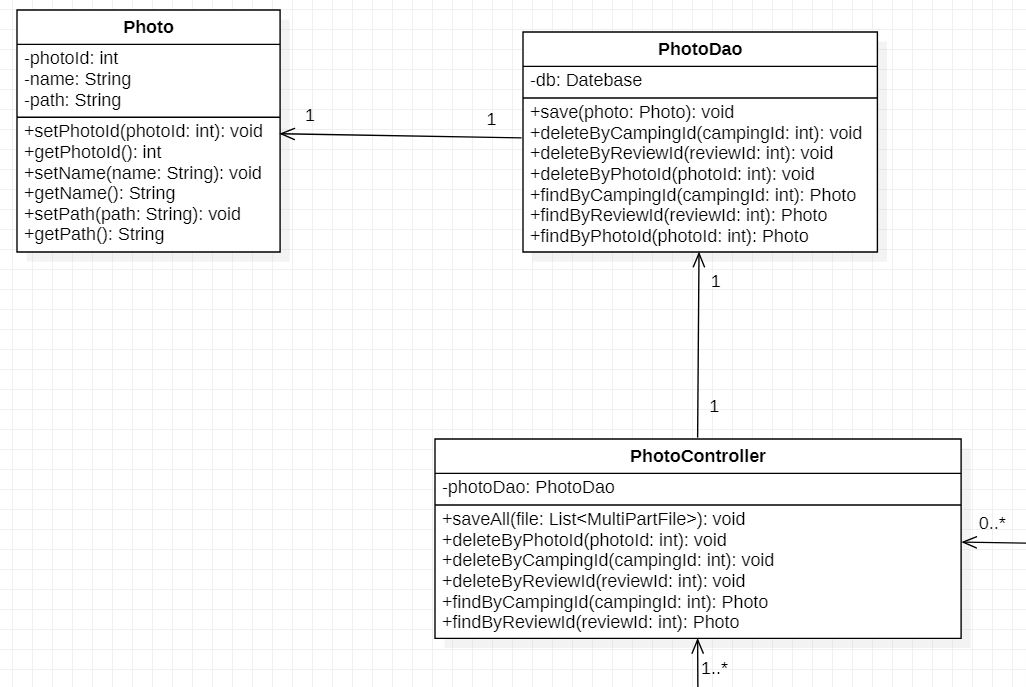 Photo
-photoId: int
-name: String
-path: String
+setPhotoId(photoId: int): void
+getPhotoId(): int
+setName(name: String): void
+getName(): String
+setPath(path: String): void
+getPath(): String
1
1
PhotoDao
-db: Datebase
+save(photo: Photo): void
+deleteByCampingId(campingId: int): void
+deleteByReviewId(reviewId: int): void
+deleteByPhotoId(photoId: int): void
+findByCampingId(campingId: int): Photo
+findByReviewId(reviewId: int): Photo
+findByPhotoId(photoId: int): Photo
1
1
PhotoController
-photoDao: PhotoDao
+saveAll(file: List<MultiPartFile>): void
+deleteByPhotoId(photoId: int): void
+deleteByCampingId(campingId: int): void
+deleteByReviewId(reviewId: int): void
+findByCampingId(campingId: int): Photo
+findByReviewId(reviewId: int): Photo
0..*
1..*